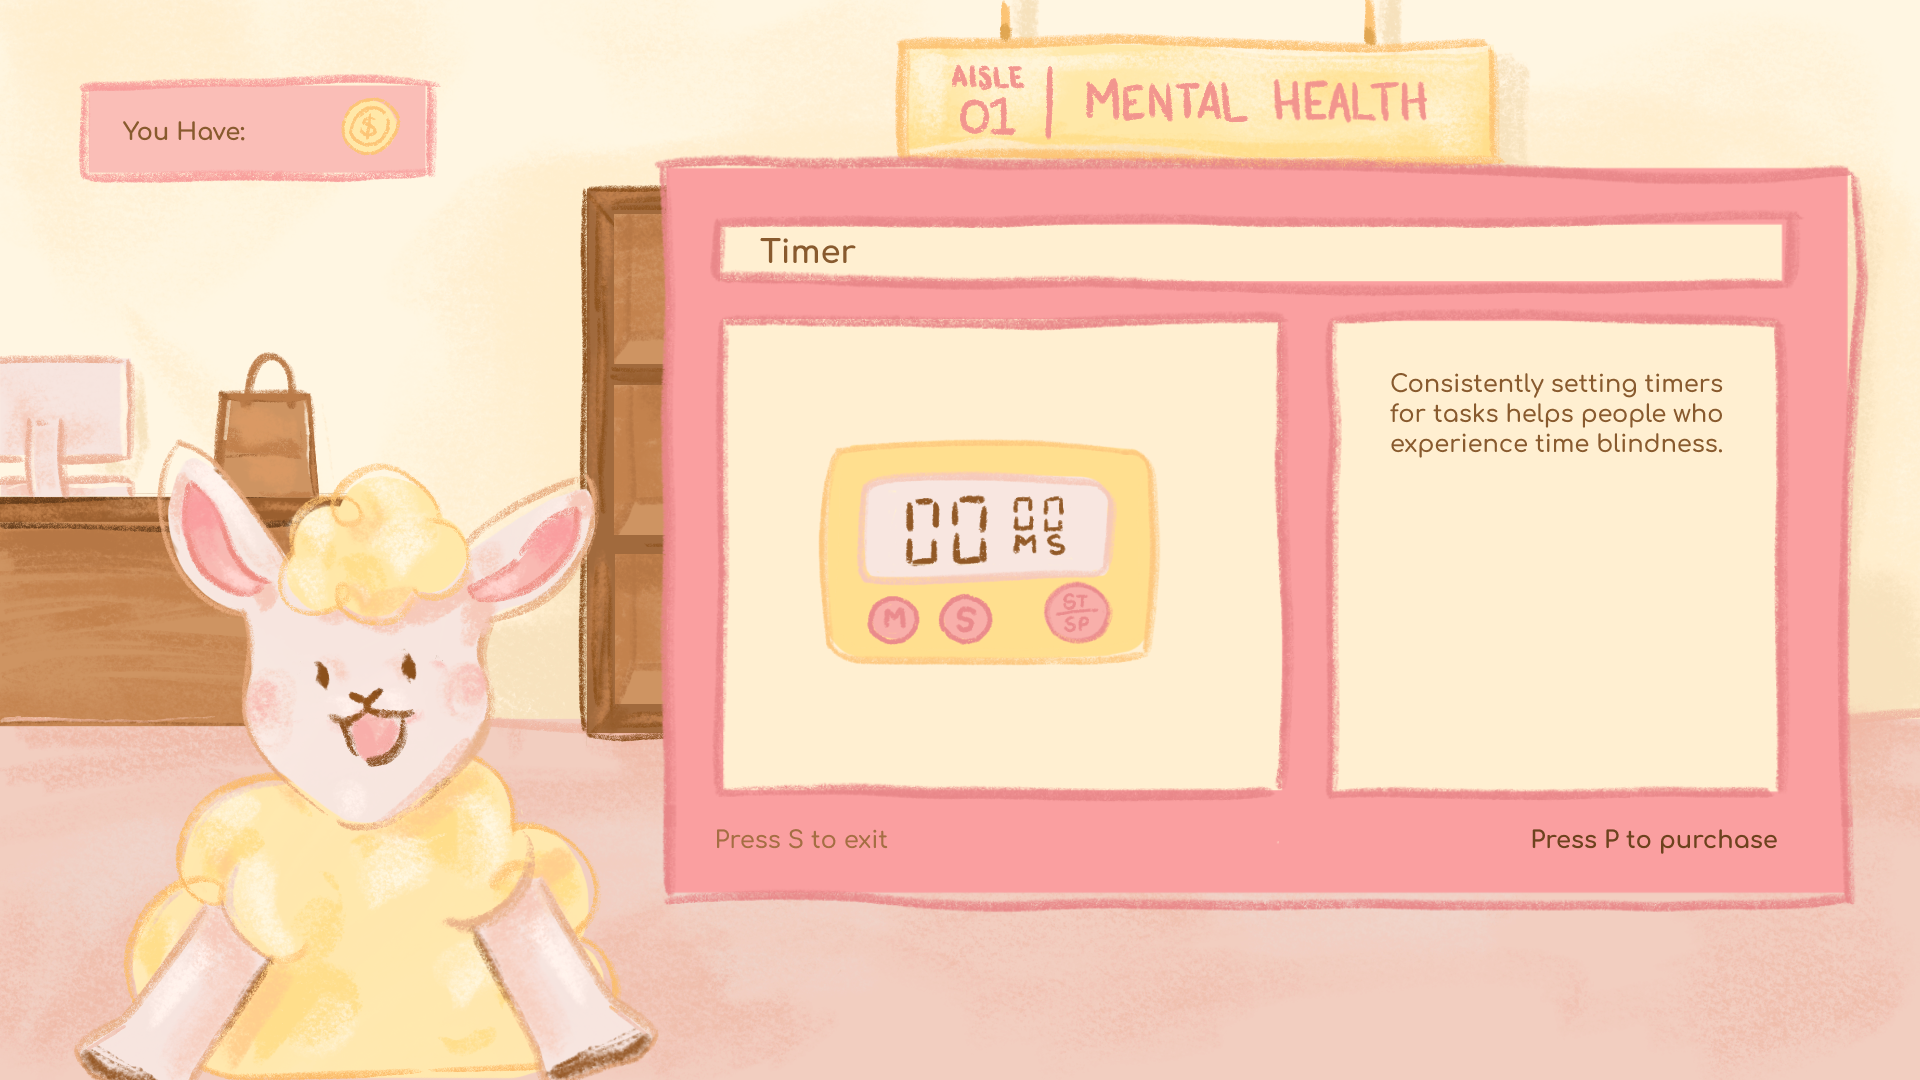 You Have:
$
AISLE
01
MENTAL HEALTH
Timer
Consistently setting timers
for tasks helps people who
experience time blindness.
00 00
M S
M S ST
SP
Press S to exit
Press P to purchase